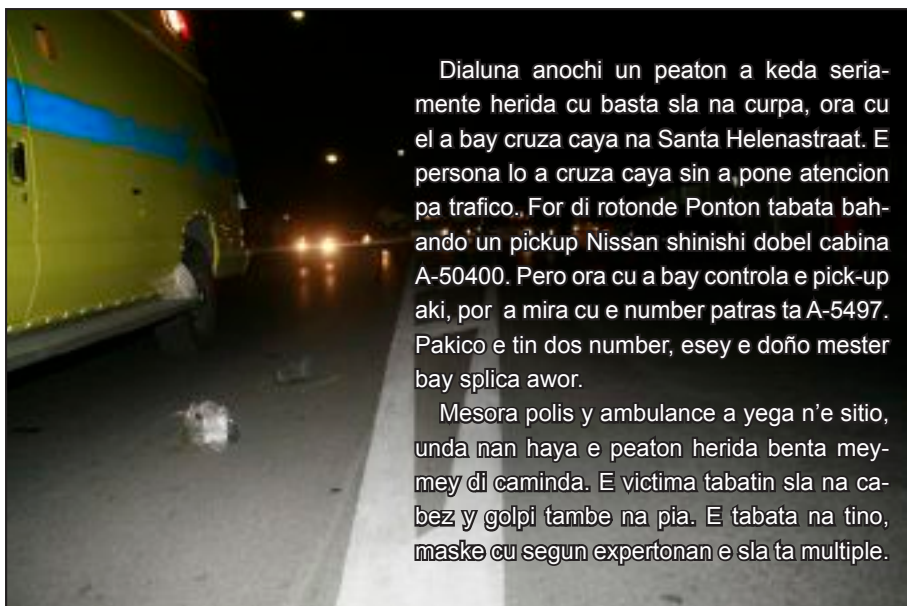 Dialuna anochi un peaton a keda seria-
mente herida cu basta sla na curpa, ora cu
el a bay cruza caya na Santa Helenastraat. E
persona lo a cruza caya sin a pone atencion
pa trafico. For di rotonde Ponton tabata bah-
ando un pickup Nissan shinishi dobel cabina
A-50400. Pero ora cu a bay controla e pick-up
aki, por a mira cu e number patras ta A-5497.
Pakico e tin dos number, esey e doño mester
bay splica awor.
Mesora polis y ambulance a yega n'e sitio,
unda nan haya e peaton herida benta mey-
mey di caminda. E victima tabatin sla na ca-
bez y golpi tambe na pia. E tabata na tino,
maske cu segun expertonan e sla ta multiple.